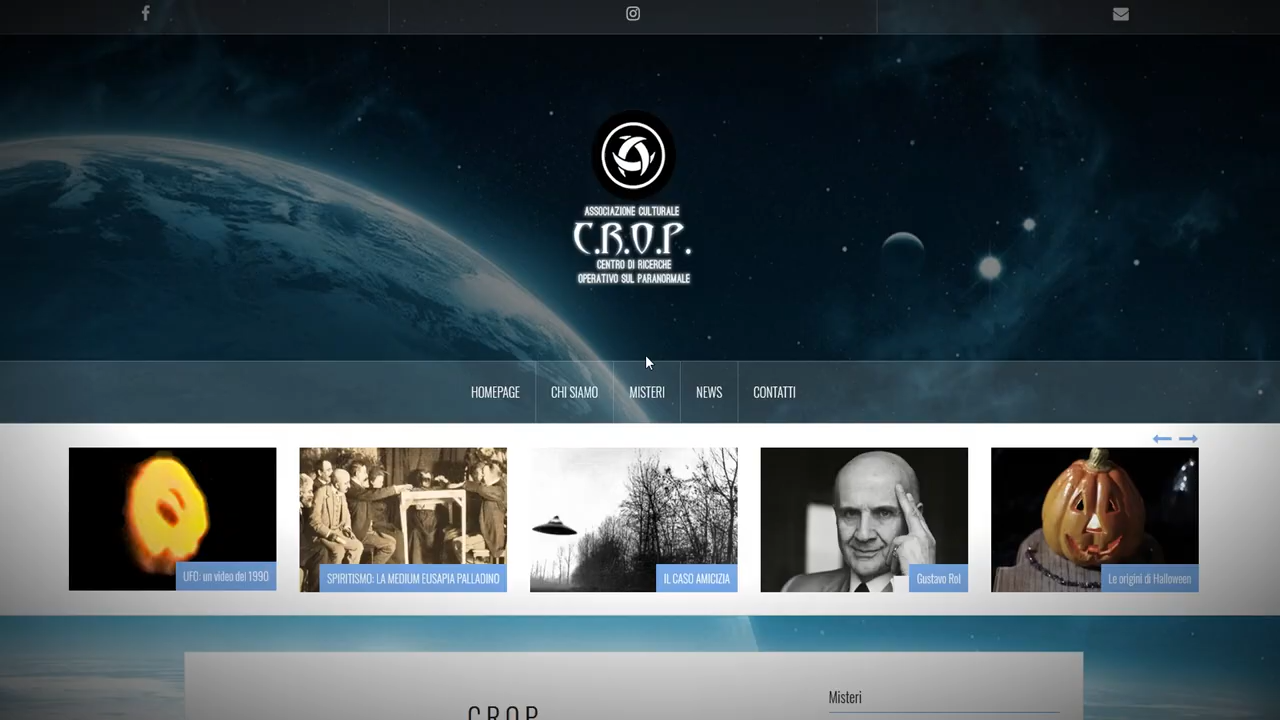 ASSOCIAZIONE CULTURALE
C.R.O.P.
CENTRO DI RICERCHE
OPERATIVO SUL PARANORMALE
HOMEPAGE CHI SIAMO MISTERI NEWS CONTATTI
UFO: un video del 1990
SPIRITISMO: LA MEDIUM EUSAPIA PALLADINO
IL CASO AMICIZIA
Gustavo Rol
Le origini di Halloween
Misteri
C.R.O.P.